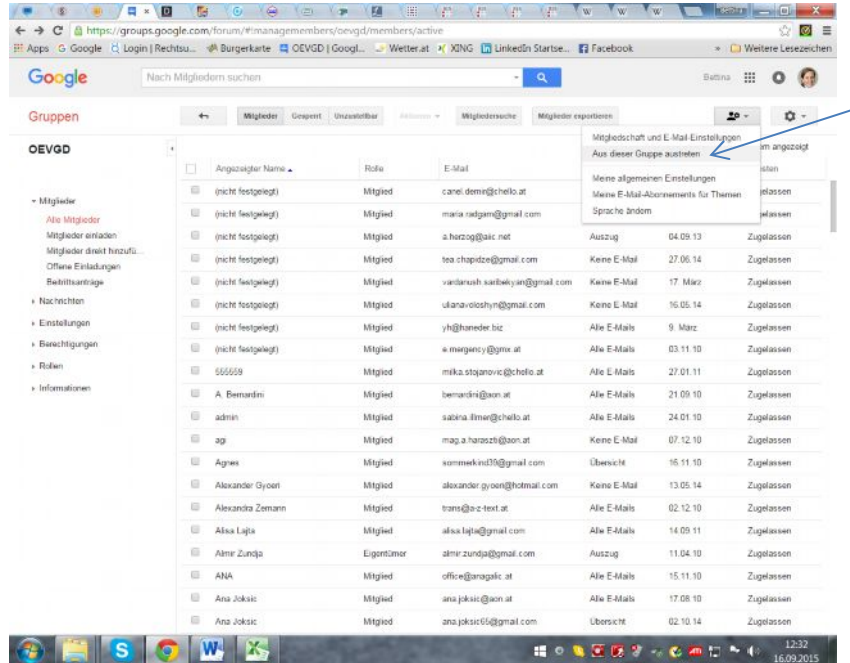 https://groups.google.com/forum/#!managemembers/oevgd/members/active
Apps Google Login | Rechtsu... Burgerkarte OEVGD | Googl... Wetter.at XING LinkedIn Startse... Facebook » Weitere Lesezeichen
Google Nach Mitgliedern suchen Bettina
Gruppen Mitglieder Gesperrt Unzustellbar Aktionen Mitgliedersuche Mitglieder exportieren
Mitgliedschaft und E-Mail-Einstellungen
Aus dieser Gruppe austreten
Meine allgemeinen Einstellungen
Meine E-Mail-Abonnements für Themen
Sprache ändern
OEVGD
angezeigt
Mitglieder
Alle Mitglieder
Mitglieder einladen
Mitglieder direkt hinzufü...
Offene Einladungen
Beitrittsanträge
Nachrichten
Einstellungen
Berechtigungen
Rollen
Informationen
Angezeigter Name Rolle E-Mail
(nicht festgelegt) Mitglied canel.demir@chello.at elassen
(nicht festgelegt) Mitglied maria.radgam@gmail.com elassen
(nicht festgelegt) Mitglied a.herzog@aiic.net Auszug 04.09.13 Zugelassen
(nicht festgelegt) Mitglied tea.chapidze@gmail.com Keine E-Mail 27.06.14 Zugelassen
(nicht festgelegt) Mitglied vardanush.saribekyan@gmail.com Keine E-Mail 17. März Zugelassen
(nicht festgelegt) Mitglied ulianavoloshyn@gmail.com Keine E-Mail 16.05.14 Zugelassen
(nicht festgelegt) Mitglied yh@haneder.biz Alle E-Mails 9. März Zugelassen
(nicht festgelegt) Mitglied e.mergency@gmx.at Alle E-Mails 03.11.10 Zugelassen
555559 Mitglied milka.stojanovic@chello.at Alle E-Mails 27.01.11 Zugelassen
A. Bernardini Mitglied bernardini@aon.at Alle E-Mails 21.09.10 Zugelassen
admin Mitglied sabina.illmer@chello.at Alle E-Mails 24.01.10 Zugelassen
agi Mitglied mag.a.haraszti@aon.at Keine E-Mail 07.12.10 Zugelassen
Agnes Mitglied sommerkind39@gmail.com Übersicht 16.11.10 Zugelassen
Alexander Gyoeri Mitglied alexander.gyoeri@hotmail.com Keine E-Mail 13.05.14 Zugelassen
Alexandra Zemann Mitglied trans@a-z-text.at Alle E-Mails 02.12.10 Zugelassen
Alisa Lajta Mitglied alisa.lajta@gmail.com Alle E-Mails 14.09.11 Zugelassen
Almir Zundja Eigentümer almir.zundja@gmail.com Auszug 11.04.10 Zugelassen
ANA Mitglied office@anagalic.at Alle E-Mails 15.11.10 Zugelassen
Ana Joksic Mitglied ana.joksic@aon.at Alle E-Mails 17.08.10 Zugelassen
Ana Joksic Mitglied ana.joksic65@gmail.com Übersicht 02.10.14 Zugelassen
12:32
16.09.2015